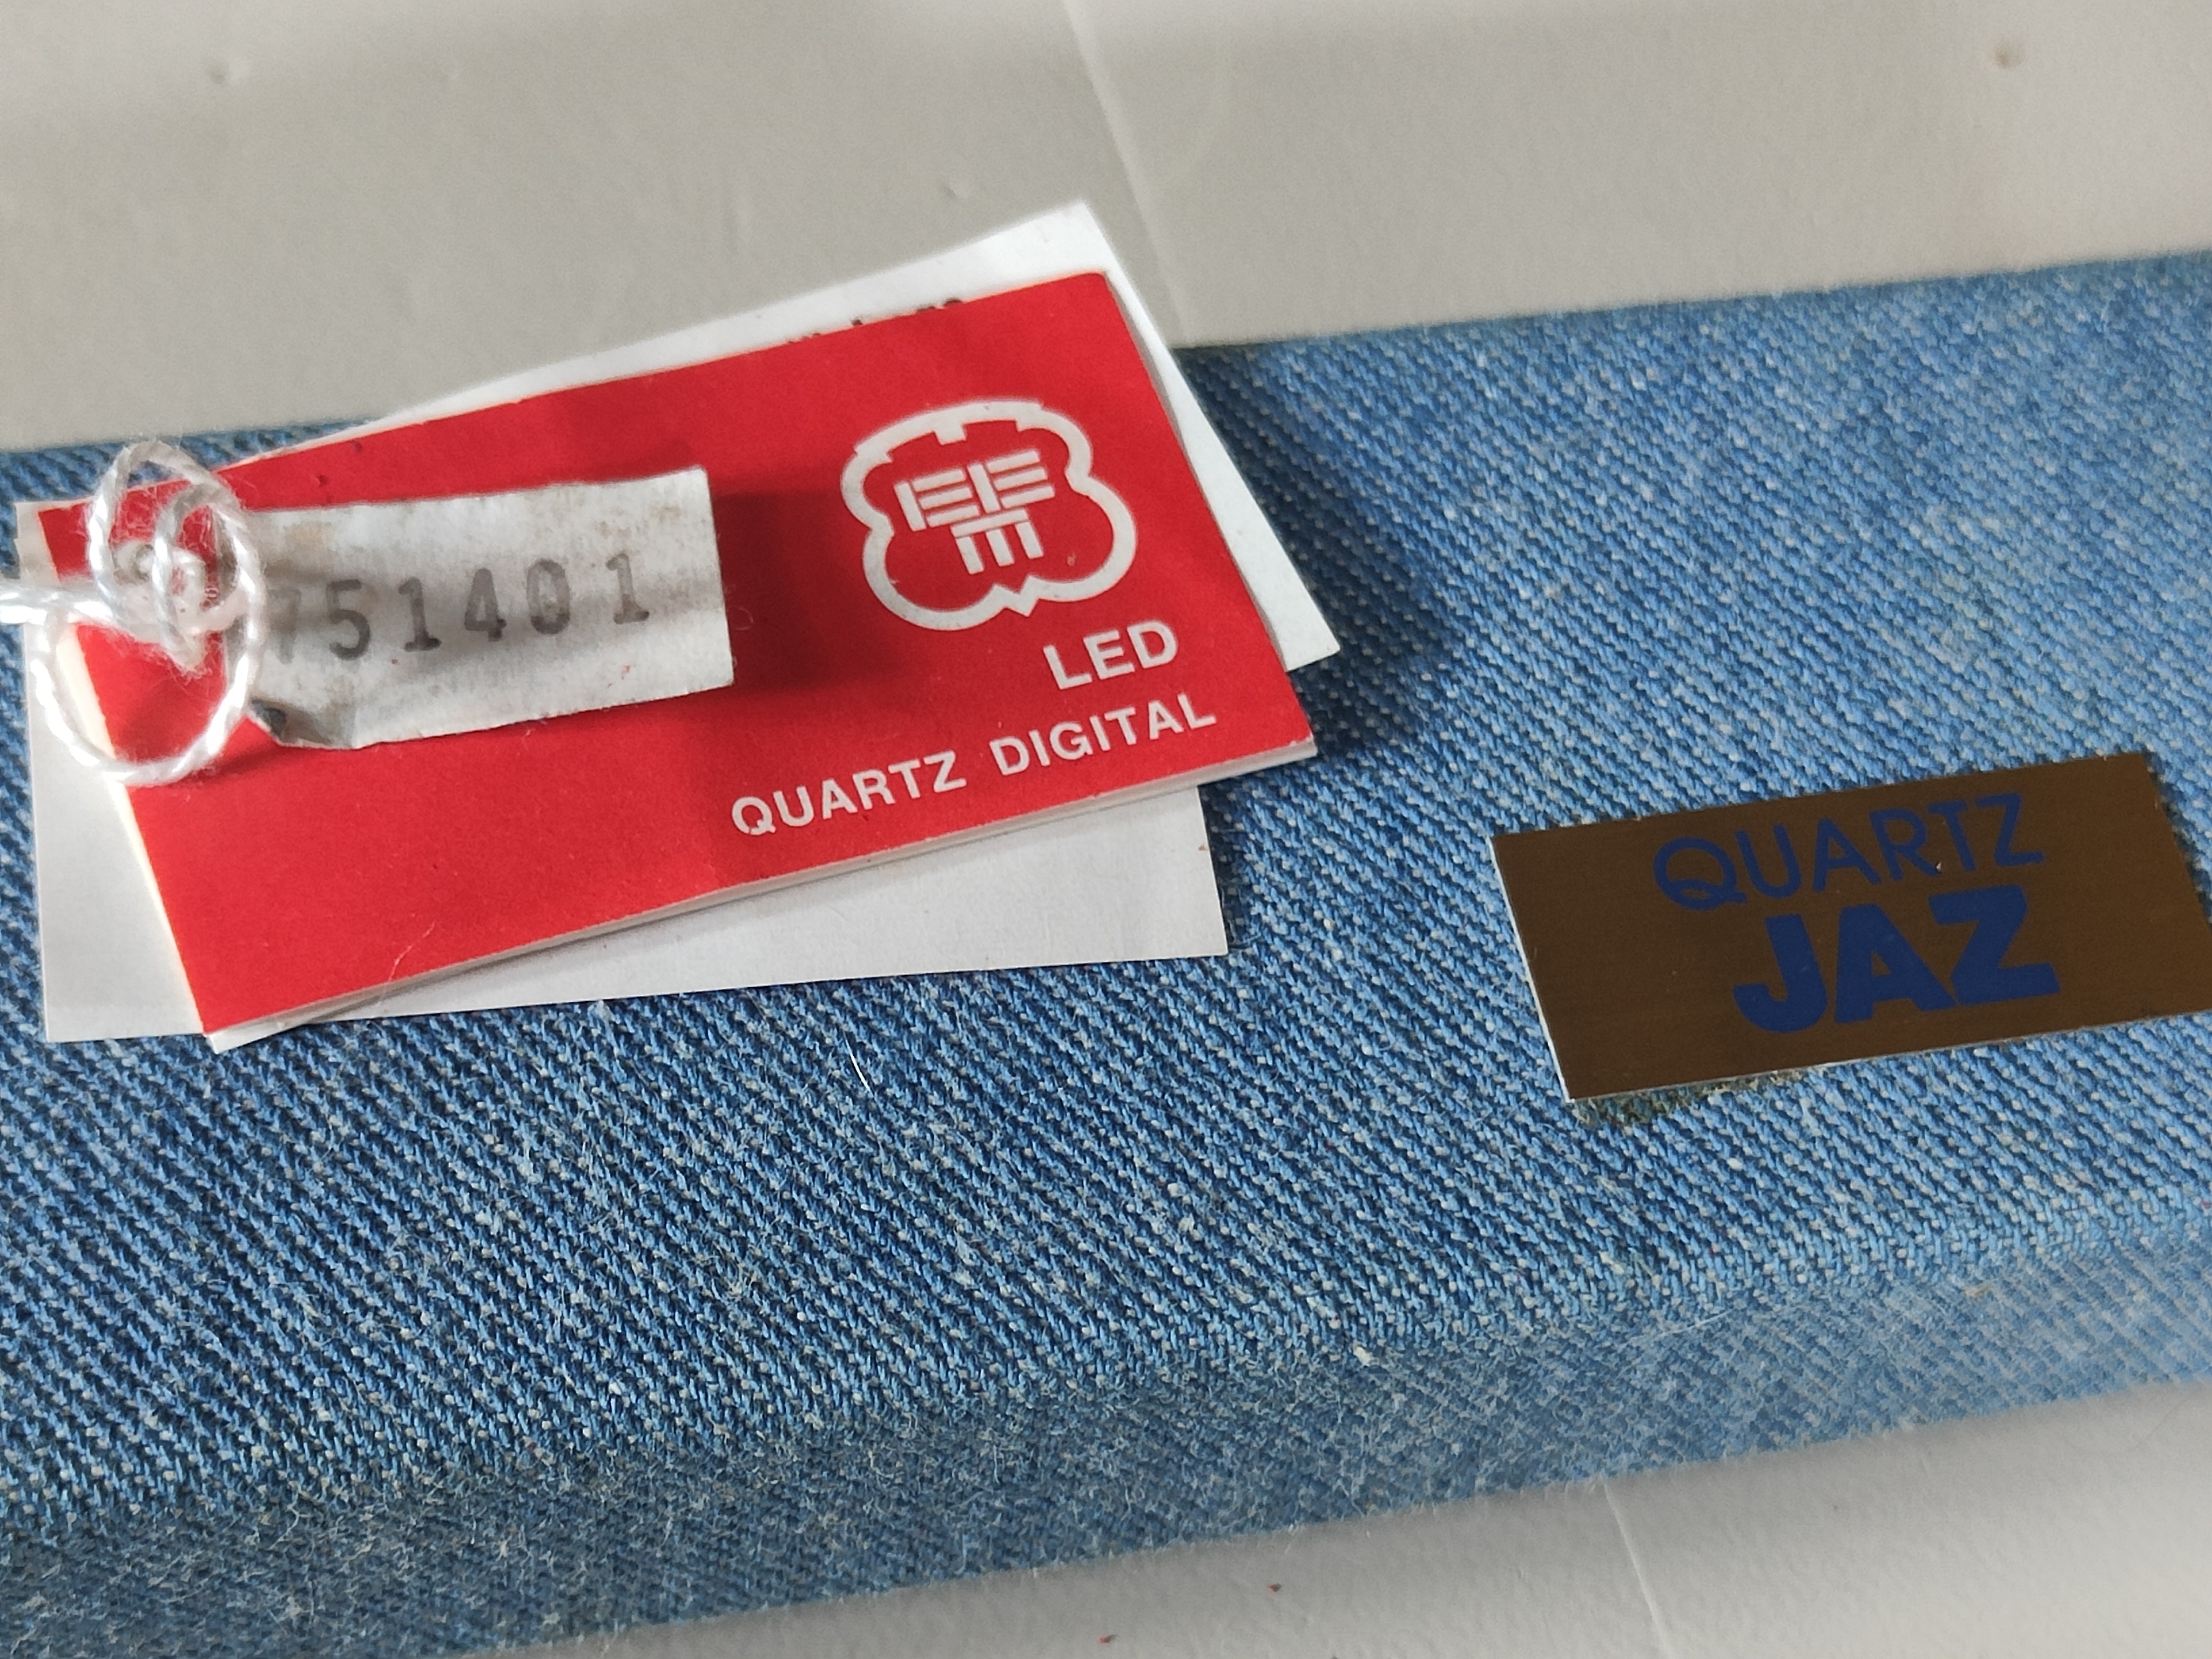 751401
LED
QUARTZ DIGITAL
QUARTZ
JAZ